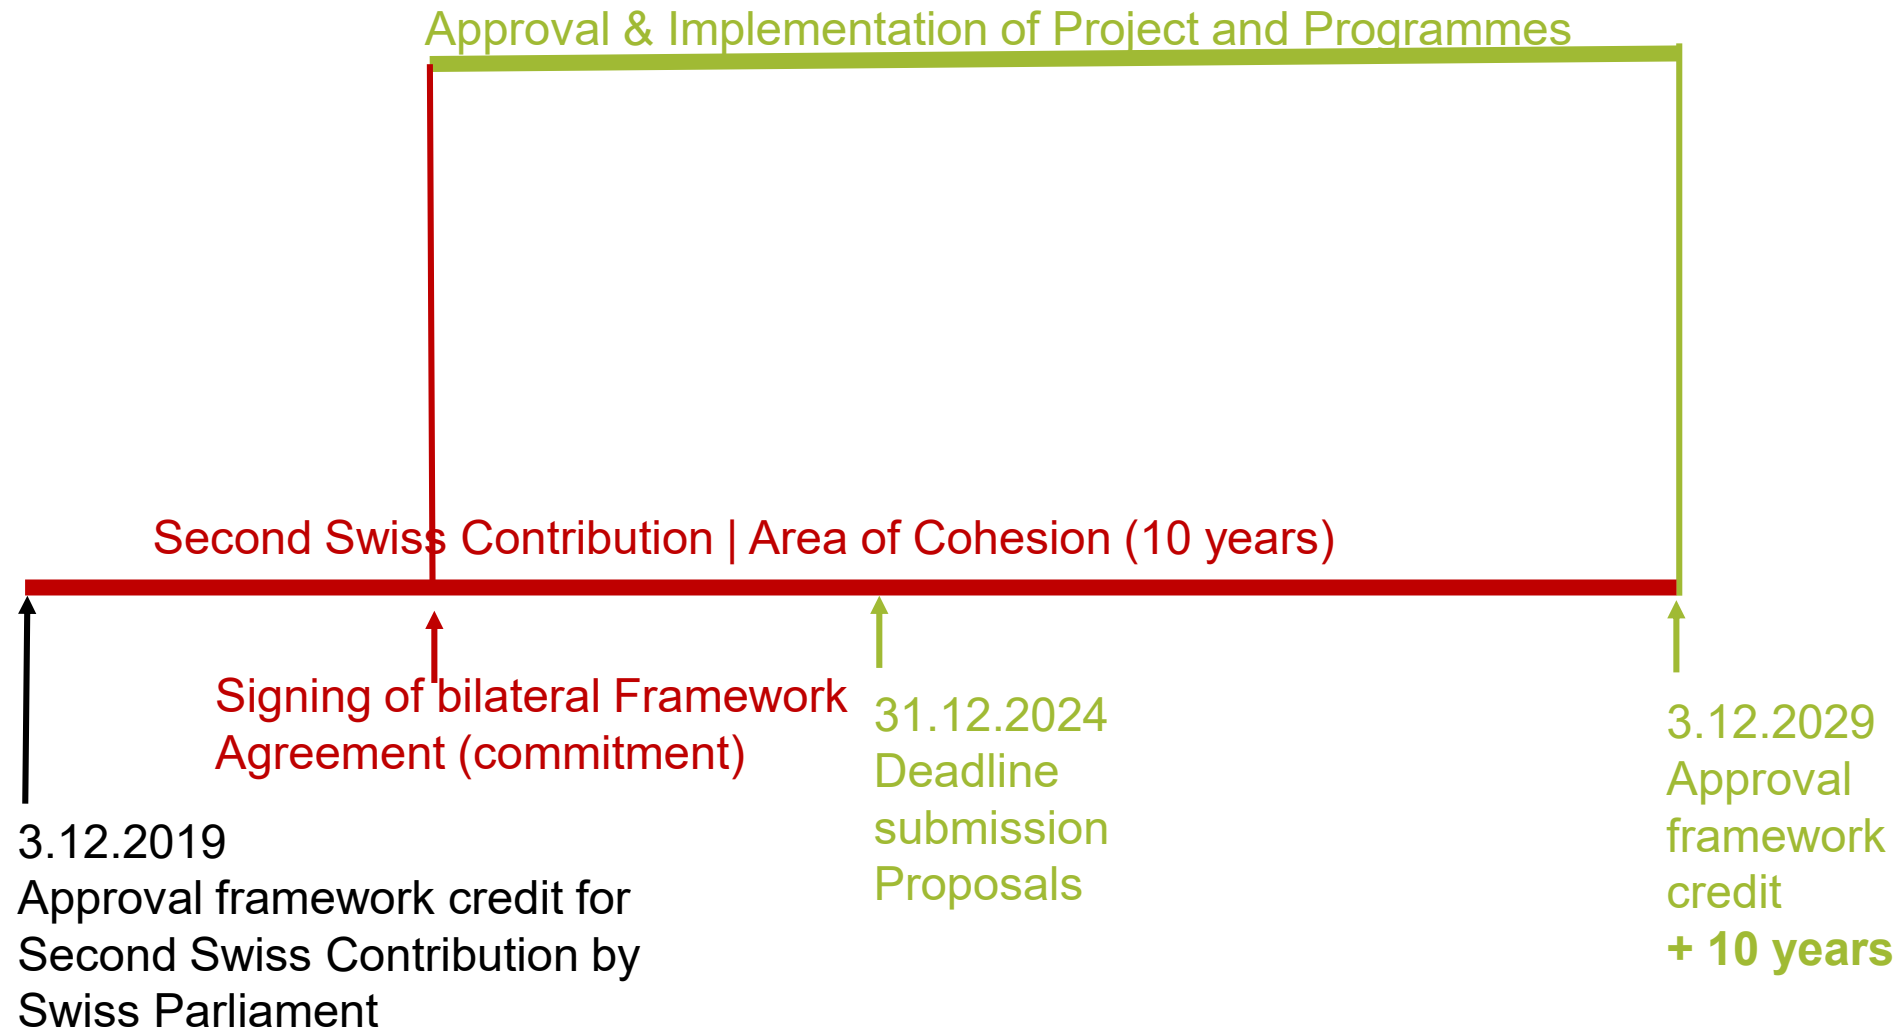 Approval & Implementation of Project and Programmes
Second Swiss Contribution | Area of Cohesion (10 years)
Signing of bilateral Framework
Agreement (commitment)
31.12.2024
Deadline
submission
Proposals
3.12.2029
Approval
framework
credit
+ 10 years
3.12.2019
Approval framework credit for
Second Swiss Contribution by
Swiss Parliament